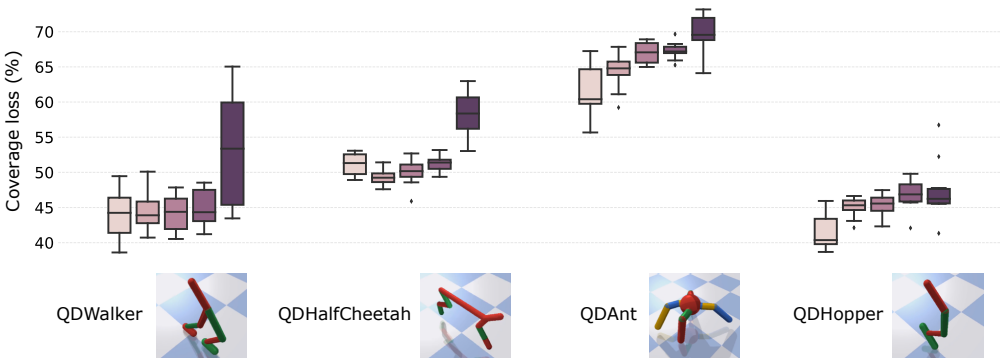 Coverage loss (%)
70
65
60
55
50
45
40
QDWalker
QDHalfCheetah
QDAnt
QDHopper